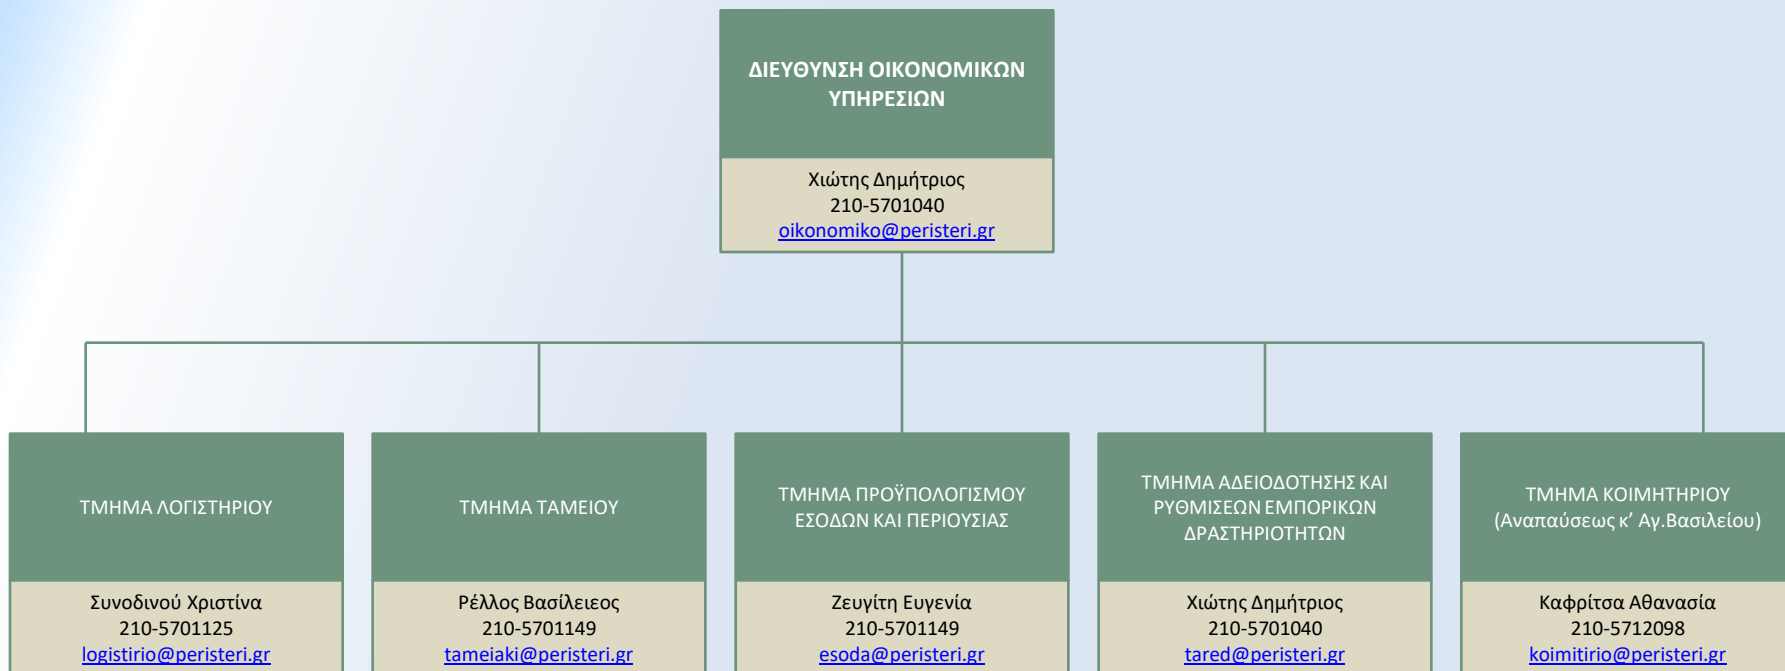 ΔΙΕΥΘΥΝΣΗ ΟΙΚΟΝΟΜΙΚΩΝ
ΥΠΗΡΕΣΙΩΝ
Χιώτης Δημήτριος
210-5701040
oikonomiko@peristeri.gr
ΤΜΗΜΑ ΛΟΓΙΣΤΗΡΙΟΥ
Συνοδινού Χριστίνα
210-5701125
logistirio@peristeri.gr
ΤΜΗΜΑ ΤΑΜΕΙΟΥ
Ρέλλος Βασίλειεος
210-5701149
tameiaki@peristeri.gr
ΤΜΗΜΑ ΠΡΟΫΠΟΛΟΓΙΣΜΟΥ
ΕΣΟΔΩΝ ΚΑΙ ΠΕΡΙΟΥΣΙΑΣ
Ζευγίτη Ευγενία
210-5701149
esoda@peristeri.gr
ΤΜΗΜΑ ΑΔΕΙΟΔΟΤΗΣΗΣ ΚΑΙ
ΡΥΘΜΙΣΕΩΝ ΕΜΠΟΡΙΚΩΝ
ΔΡΑΣΤΗΡΙΟΤΗΤΩΝ
Χιώτης Δημήτριος
210-5701040
tared@peristeri.gr
ΤΜΗΜΑ ΚΟΙΜΗΤΗΡΙΟΥ
(Αναπαύσεως κ’ Αγ.Βασιλείου)
Καφρίτσα Αθανασία
210-5712098
koimitirio@peristeri.gr